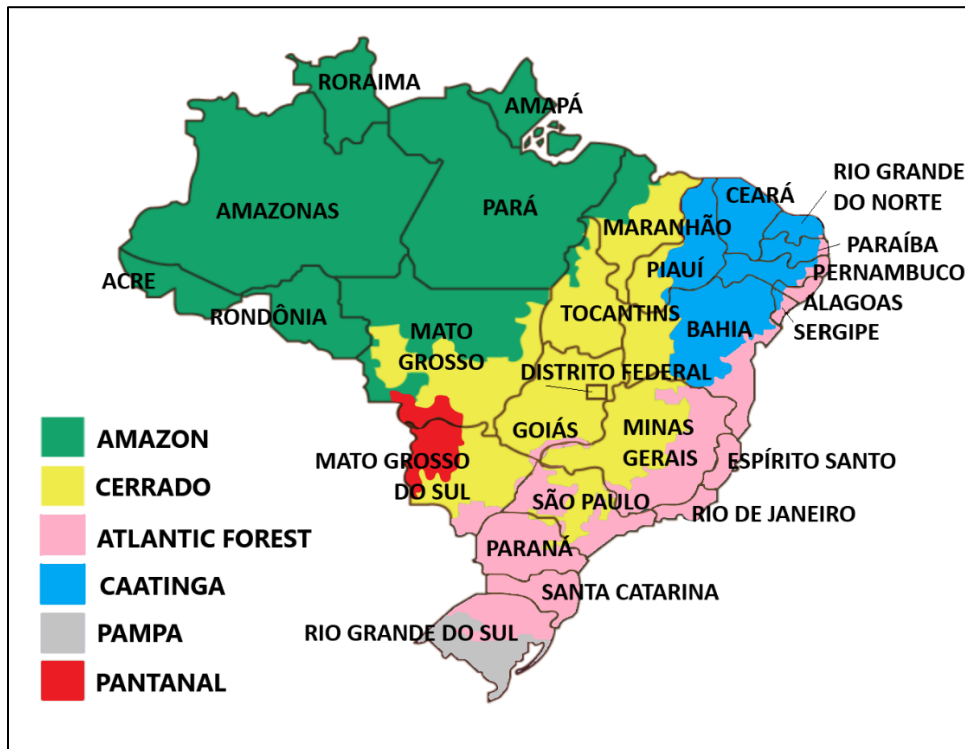 RORAIMA
AMAPÁ
RIO GRANDE
DO NORTE
CEARÁ
AMAZONAS
PARÁ
MARANHÃO
PARAÍBA
PIAUÍ
PERNAMBUCO
ACRE
ALAGOAS
RONDÔNIA
TOCANTINS
BAHIA
SERGIPE
MATO
GROSSO
DISTRITO FEDERAL
GOIÁS
MINAS
GERAIS
ESPÍRITO SANTO
MATO GROSSO
DO SUL
SÃO PAULO
RIO DE JANEIRO
PARANÁ
SANTA CATARINA
RIO GRANDE DO SUL
AMAZON
CERRADO
ATLANTIC FOREST
CAATINGA
PAMPA
PANTANAL